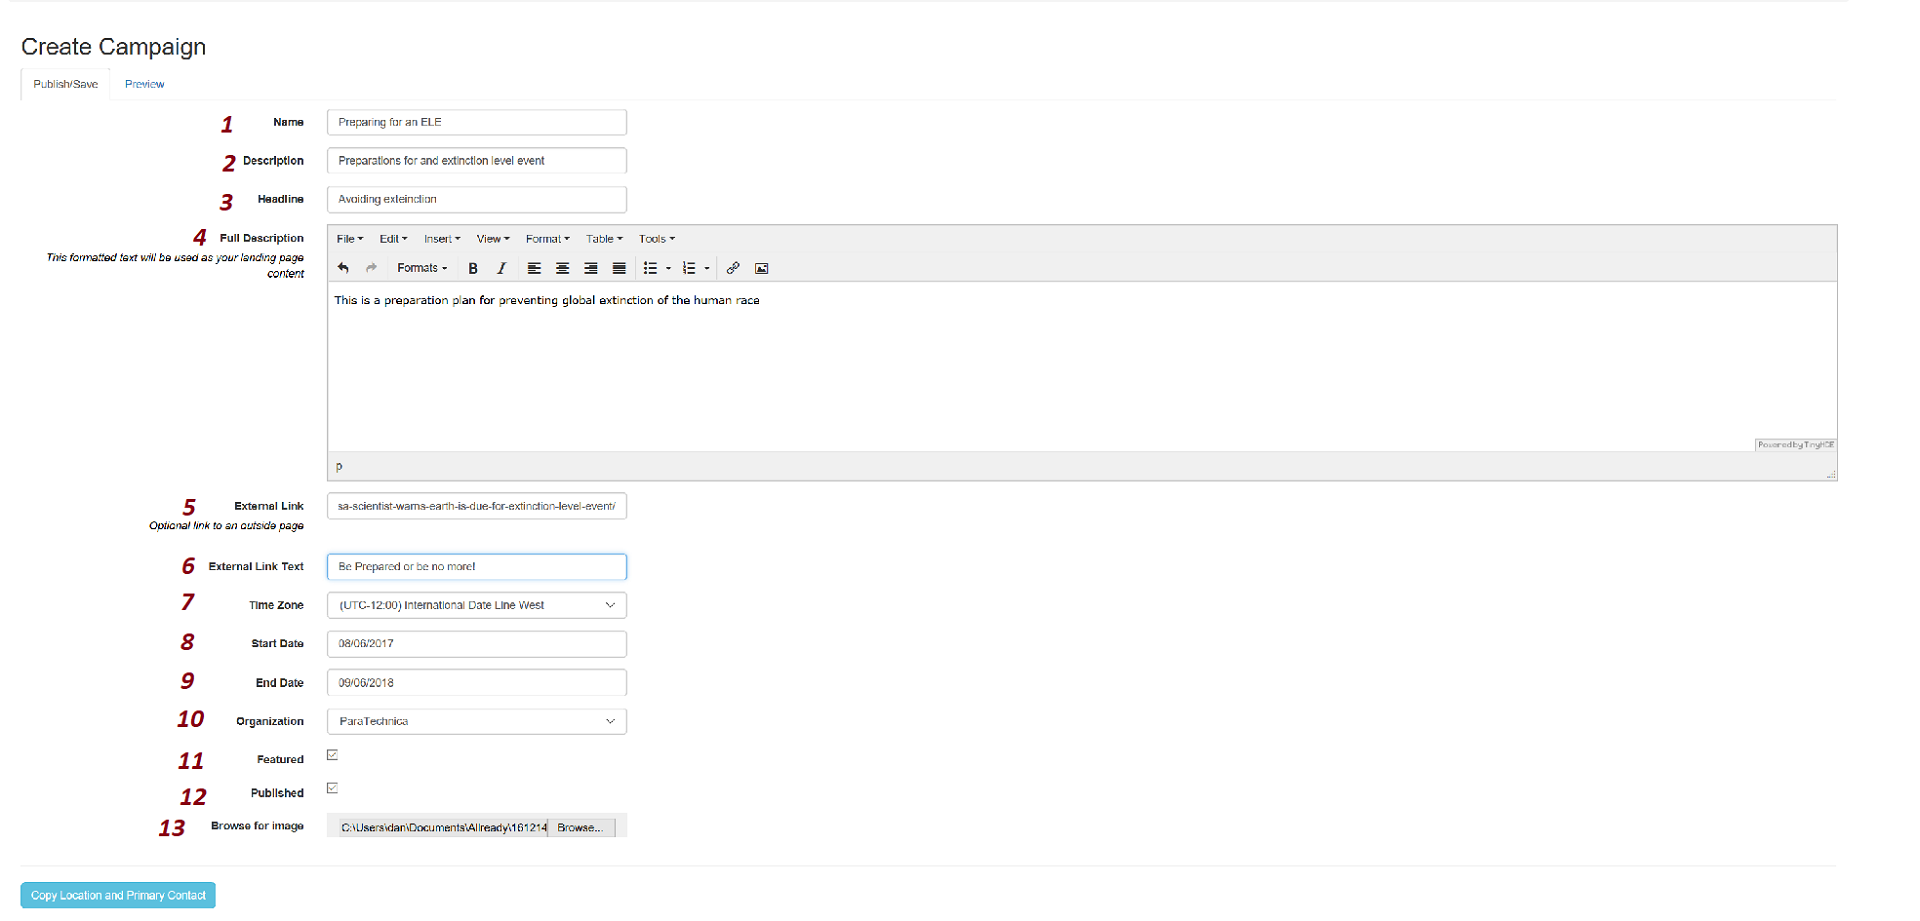 Create Campaign
Publish/Save Preview
1 Name Preparing for an ELE
2 Description Preparations for and extinction level event
3 Headline Avoiding exteinction
4 Full Description File Edit Insert View Format Table Tools
This formatted text will be used as your landing page
content
Formats B I
This is a preparation plan for preventing global extinction of the human race
Powered by TinyMCE
p
5 External Link sa-scientist-warns-earth-is-due-for-extinction-level-event/
Optional link to an outside page
6 External Link Text Be Prepared or be no more!
7 Time Zone (UTC-12:00) International Date Line West
8 Start Date 08/06/2017
9 End Date 09/06/2018
10 Organization ParaTechnica
11 Featured
12 Published
13 Browse for image C:\Users\dan\Documents\Allready\161214 Browse...
Copy Location and Primary Contact